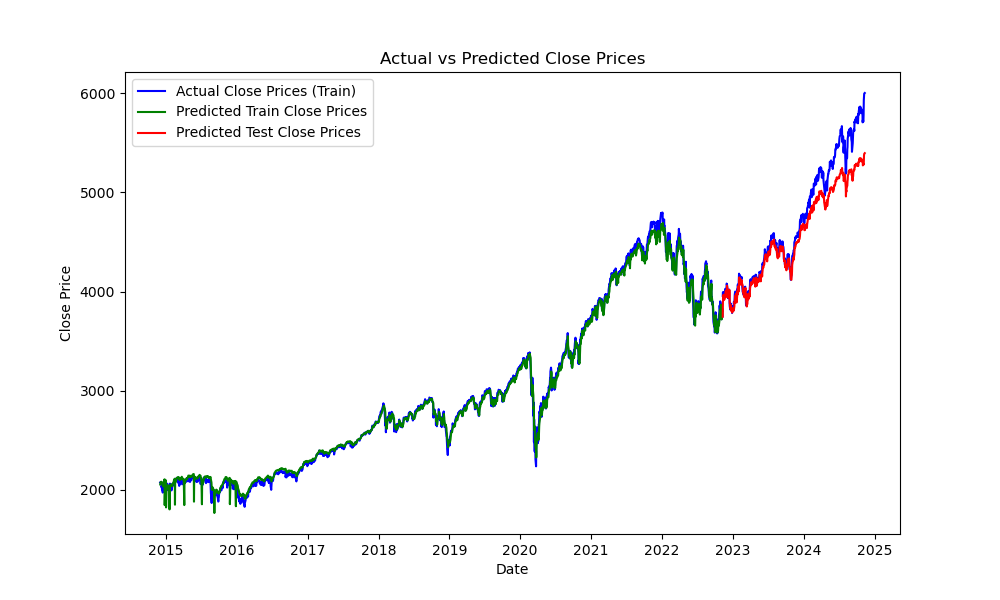 Actual vs Predicted Close Prices
Actual Close Prices (Train)
Predicted Train Close Prices
Predicted Test Close Prices
Close Price
6000
5000
4000
3000
2000
2015 2016 2017 2018 2019 2020 2021 2022 2023 2024 2025
Date